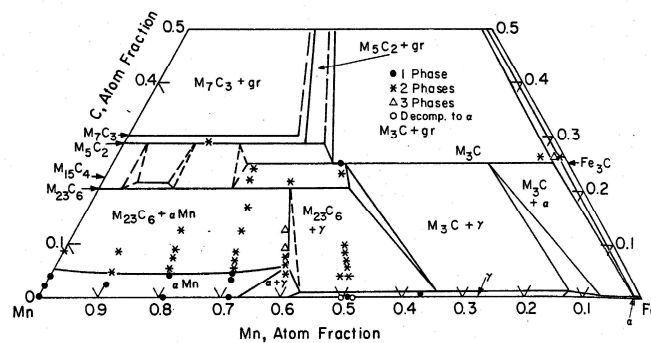 0.5
0.5
C, Atom Fraction
M5C2 + gr
0.4
0.4
M7C3 + gr
● 1 Phase
* 2 Phases
△ 3 Phases
○ Decomp. to α
M3C + gr
M7C3
M5C2
0.3
M3C
Fe3C
M15C4
M23C6
0.2
M3C
+ α
M23C6 + α Mn
M23C6
+ γ
M3C + γ
0.1
0.1
α Mn
α + γ
γ
0
0
Mn
0.9
0.8
0.7
0.6
0.5
0.4
0.3
0.2
0.1
Fe
α
Mn, Atom Fraction